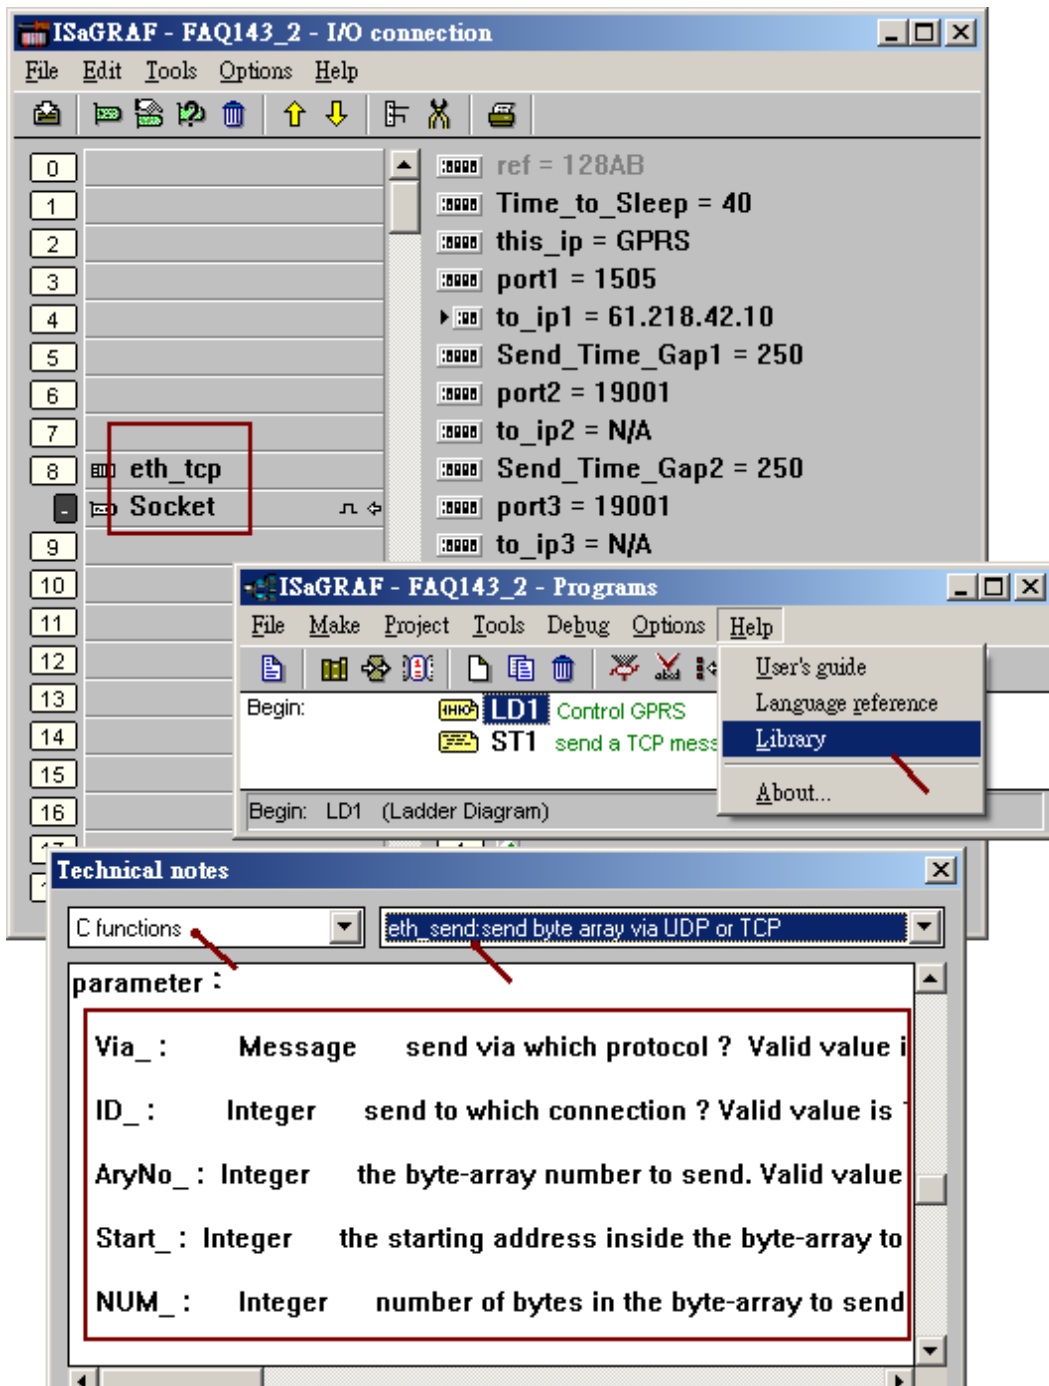 ISaGRAF - FAQ143_2 - I/O connection
File Edit Tools Options Help
0
1
2
3
4
5
6
7
8 eth_tcp
- Socket
9
10
11
12
13
14
15
16
17
ref = 128AB
Time_to_Sleep = 40
this_ip = GPRS
port1 = 1505
to_ip1 = 61.218.42.10
Send_Time_Gap1 = 250
port2 = 19001
to_ip2 = N/A
Send_Time_Gap2 = 250
port3 = 19001
to_ip3 = N/A
ISaGRAF - FAQ143_2 - Programs
File Make Project Tools Debug Options Help
Begin: LD1 Control GPRS
ST1 send a TCP mess
Begin: LD1 (Ladder Diagram)
User's guide
Language reference
Library
About...
Technical notes
C functions
eth_send:send byte array via UDP or TCP
parameter :
Via_ : Message send via which protocol ? Valid value i
ID_ : Integer send to which connection ? Valid value is
AryNo_ : Integer the byte-array number to send. Valid value
Start_ : Integer the starting address inside the byte-array to
NUM_ : Integer number of bytes in the byte-array to send